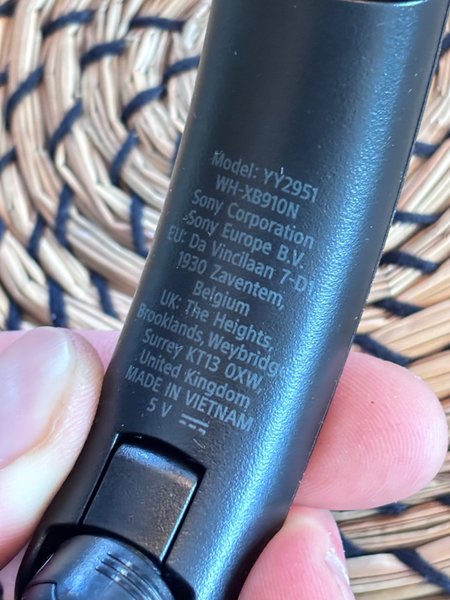 Model: YY2951
WH-XB910N
Sony Corporation
Sony Europe B.V.
EU: Da Vincilaan 7-D1
1930 Zaventem,
Belgium
UK: The Heights,
Brooklands, Weybridge
Surrey KT13 0XW
United Kingdom
MADE IN VIETNAM
5 V ⎓